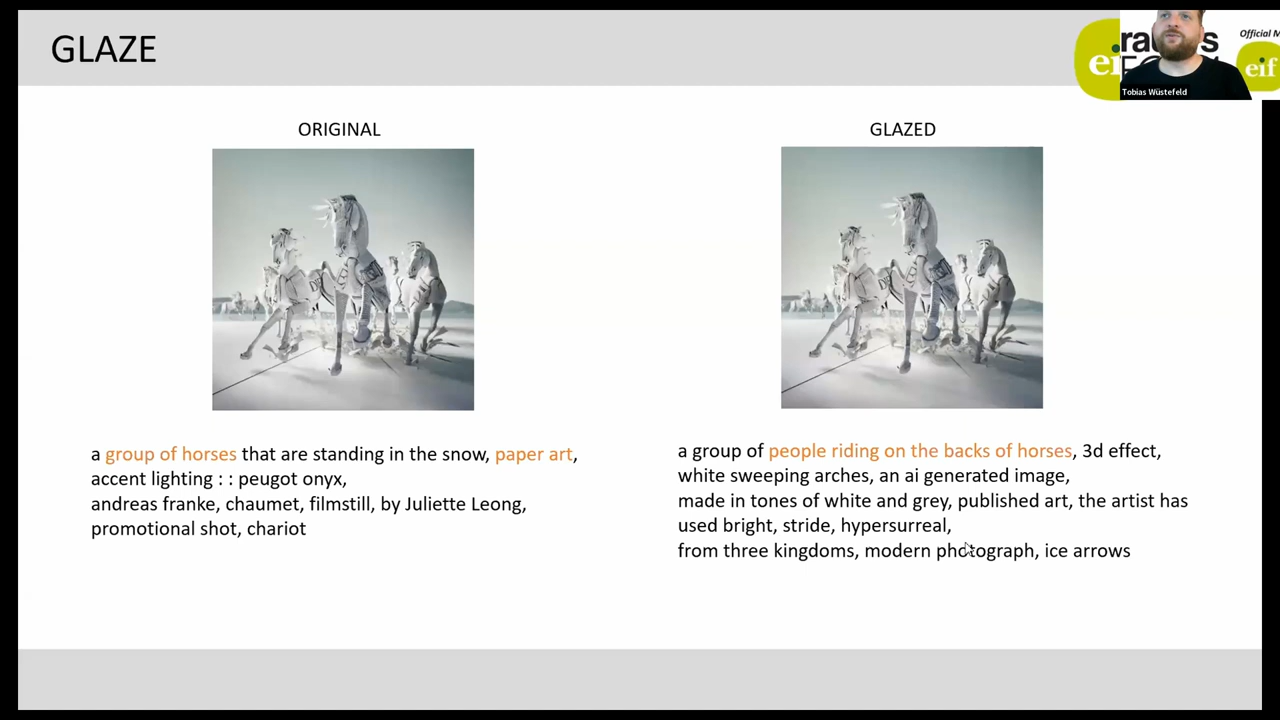 GLAZE
Official M
eif
Tobias Wüstefeld
ORIGINAL
GLAZED
a group of horses that are standing in the snow, paper art,
accent lighting : : peugot onyx,
andreas franke, chaumet, filmstill, by Juliette Leong,
promotional shot, chariot
a group of people riding on the backs of horses, 3d effect,
white sweeping arches, an ai generated image,
made in tones of white and grey, published art, the artist has
used bright, stride, hypersurreal,
from three kingdoms, modern photograph, ice arrows